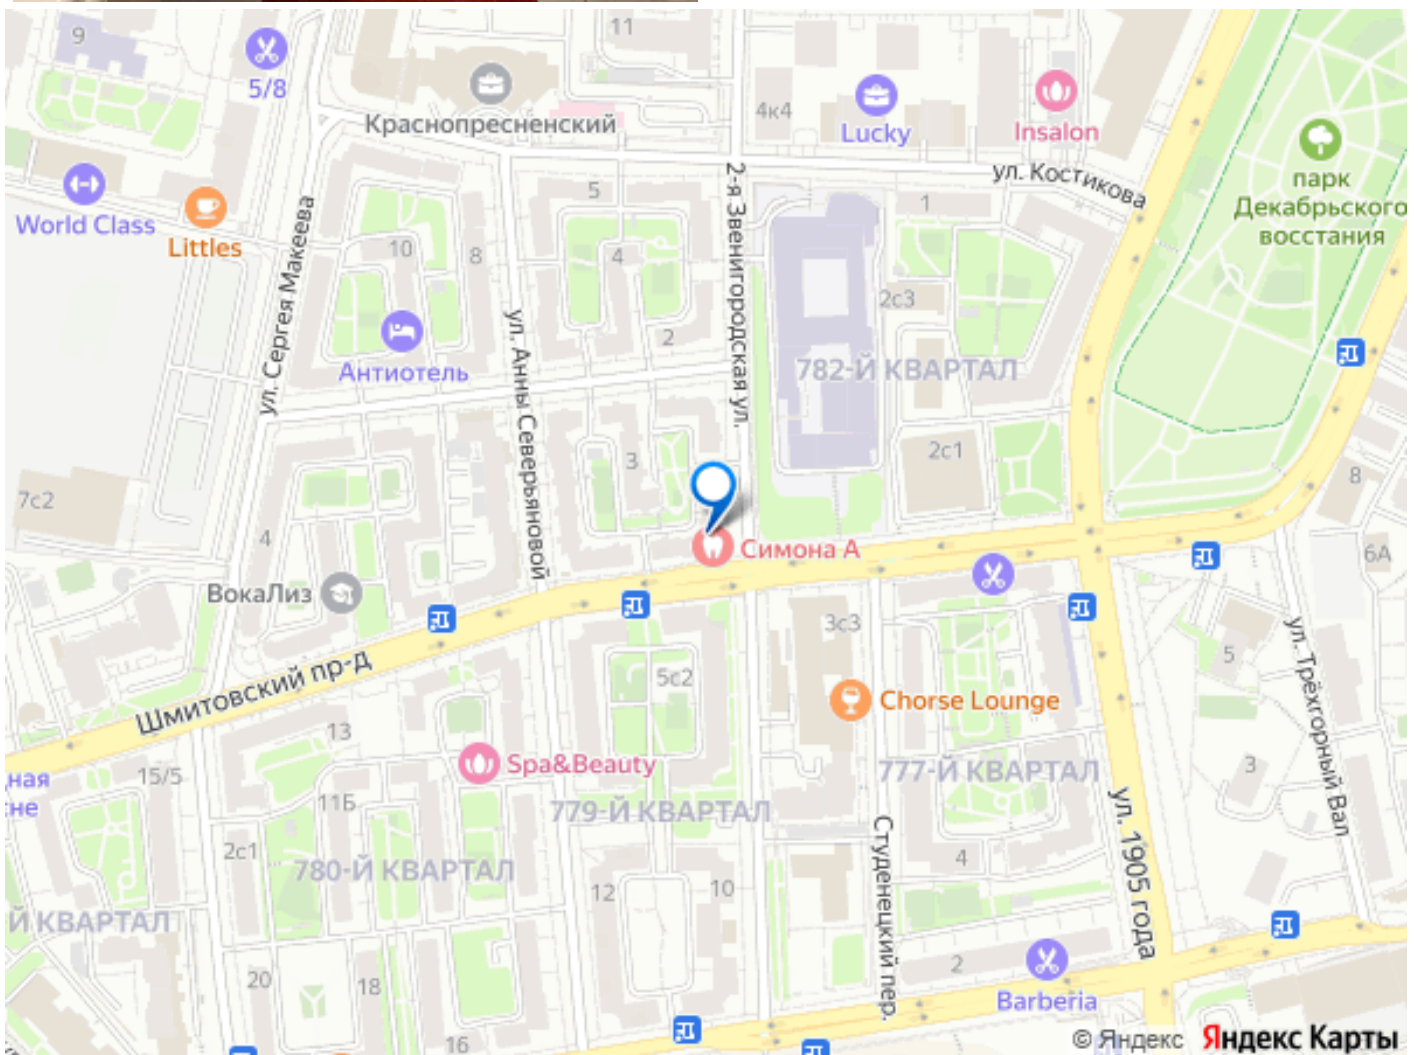 9
11
5/8
Краснопресненский
4к4
Lucky
Insalon
ул. Костикова
парк
Декабрьского
восстания
World Class
Littles
ул. Сергея Макеева
10
8
5
4
2
2-я Звенигородская ул.
1
2с3
Антиотель
ул. Анны Северьяновой
782-Й КВАРТАЛ
2с1
3
7с2
4
8
6А
Симона А
ВокаЛиз
Шмитовский пр-д
3с3
5с2
5
ул. Трёхгорный Вал
Chorse Lounge
13
Spa&Beauty
777-Й КВАРТАЛ
3
ная
не
15/5
11Б
779-Й КВАРТАЛ
ул. 1905 года
2с1
780-Й КВАРТАЛ
Студенецкий пер.
4
12
10
Й КВАРТАЛ
20
18
2
Barberia
16
© Яндекс Яндекс Карты